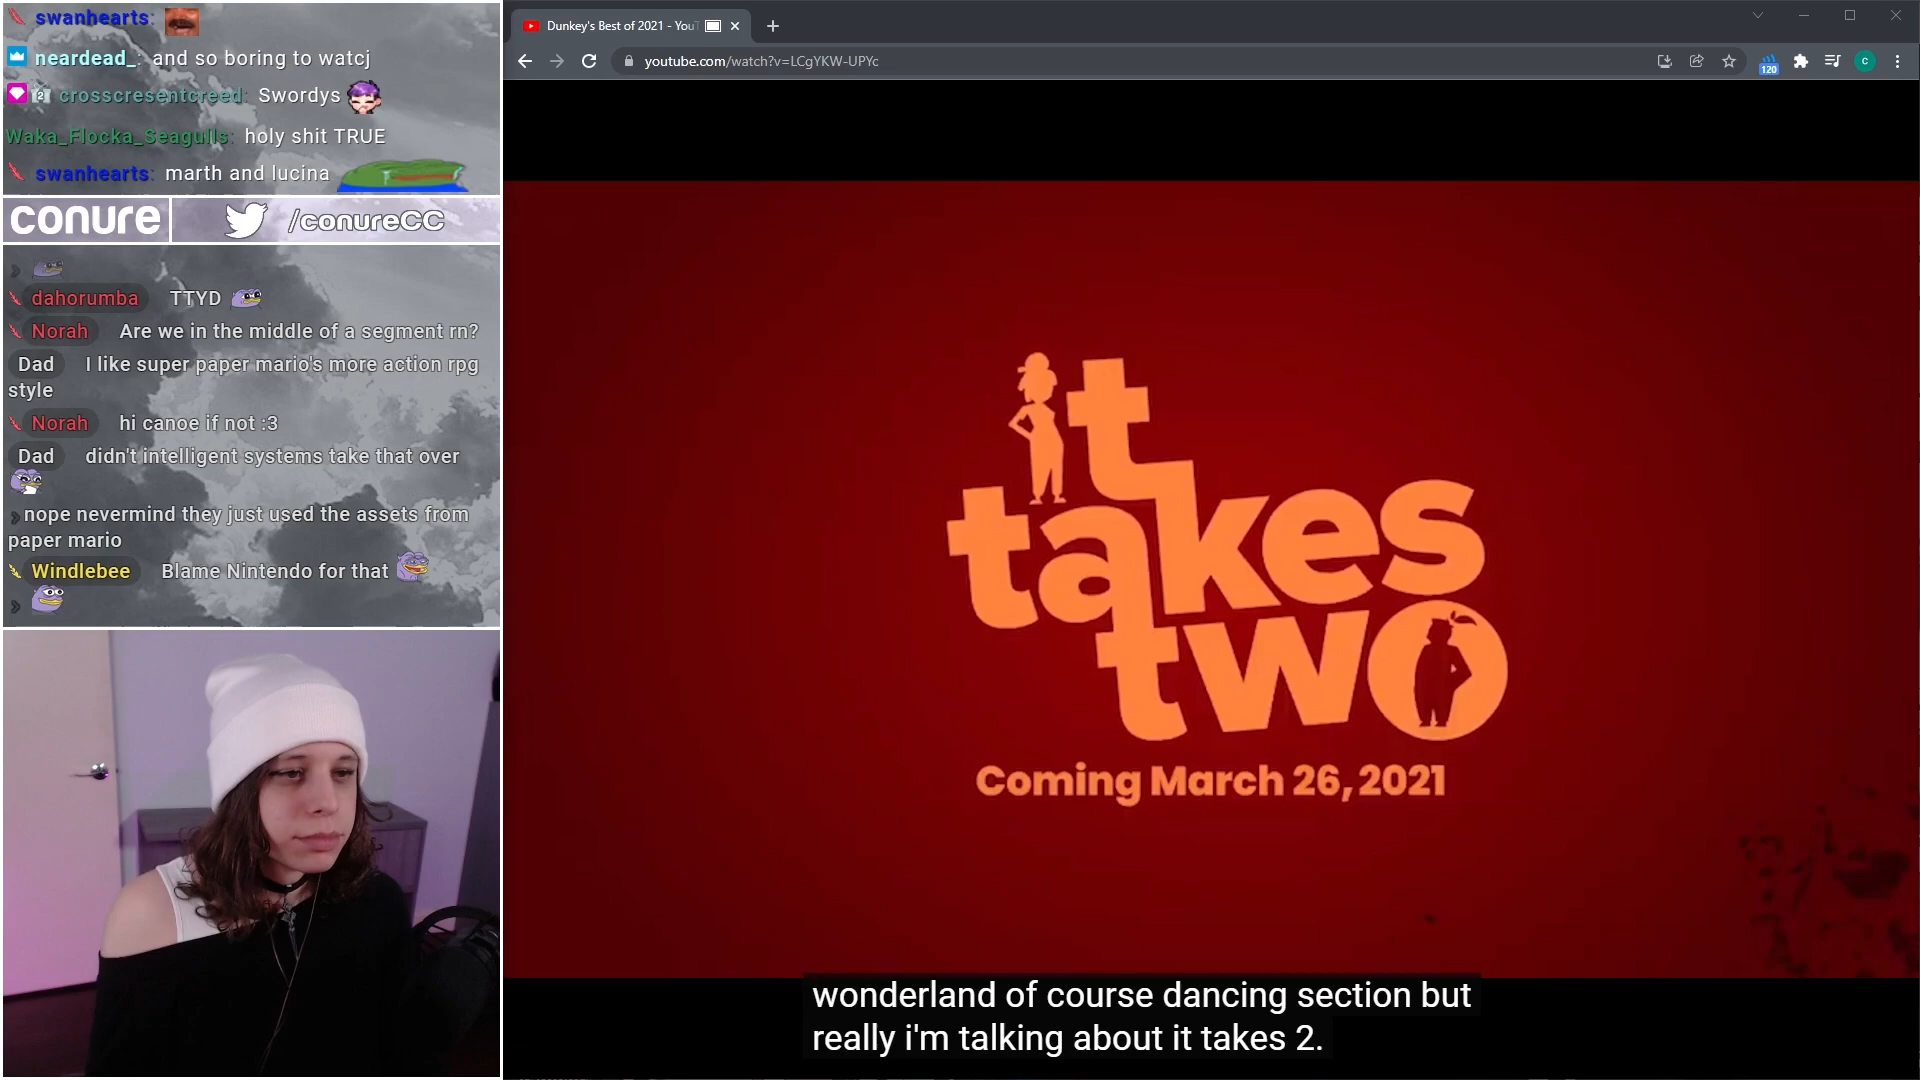 swanhearts:
neardead_: and so boring to watcj
2 crosscresentcreed: Swordys
Waka_Flocka_Seagulls: holy shit TRUE
swanhearts: marth and lucina
conure /conureCC
dahorumba TTYD
Norah Are we in the middle of a segment rn?
Dad I like super paper mario's more action rpg
style
Norah hi canoe if not :3
Dad didn't intelligent systems take that over
nope nevermind they just used the assets from
paper mario
Windlebee Blame Nintendo for that
Dunkey's Best of 2021 - You
youtube.com/watch?v=LCgYKW-UPYc
120
C
it
takes
two
Coming March 26, 2021
wonderland of course dancing section but
really i'm talking about it takes 2.